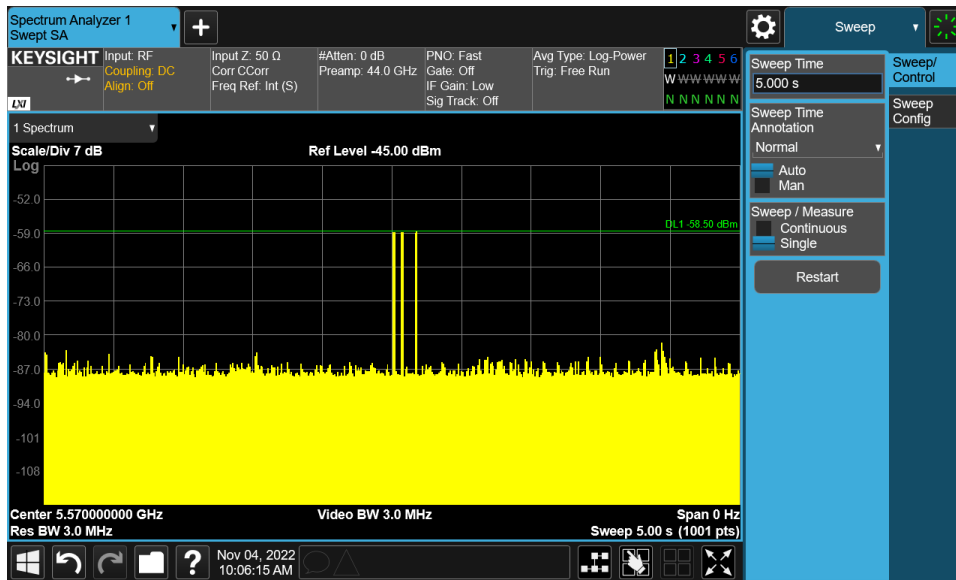 Spectrum Analyzer 1
Swept SA
+
Sweep
KEYSIGHT
LXI
Input: RF
Coupling: DC
Align: Off
Input Z: 50 Ω
Corr CCorr
Freq Ref: Int (S)
#Atten: 0 dB
Preamp: 44.0 GHz
PNO: Fast
Gate: Off
IF Gain: Low
Sig Track: Off
Avg Type: Log-Power
Trig: Free Run
1 2 3 4 5 6
W W W W W W
N N N N N N
1 Spectrum
Scale/Div 7 dB
Ref Level -45.00 dBm
Log
-52.0
DL1 -58.50 dBm
-59.0
-66.0
-73.0
-80.0
-87.0
-94.0
-101
-108
Center 5.570000000 GHz
Video BW 3.0 MHz
Span 0 Hz
Res BW 3.0 MHz
Sweep 5.00 s (1001 pts)
Sweep Time
5.000 s
Sweep Time
Annotation
Normal
Auto
Man
Sweep / Measure
Continuous
Single
Restart
Sweep/
Control
Sweep
Config
?
Nov 04, 2022
10:06:15 AM